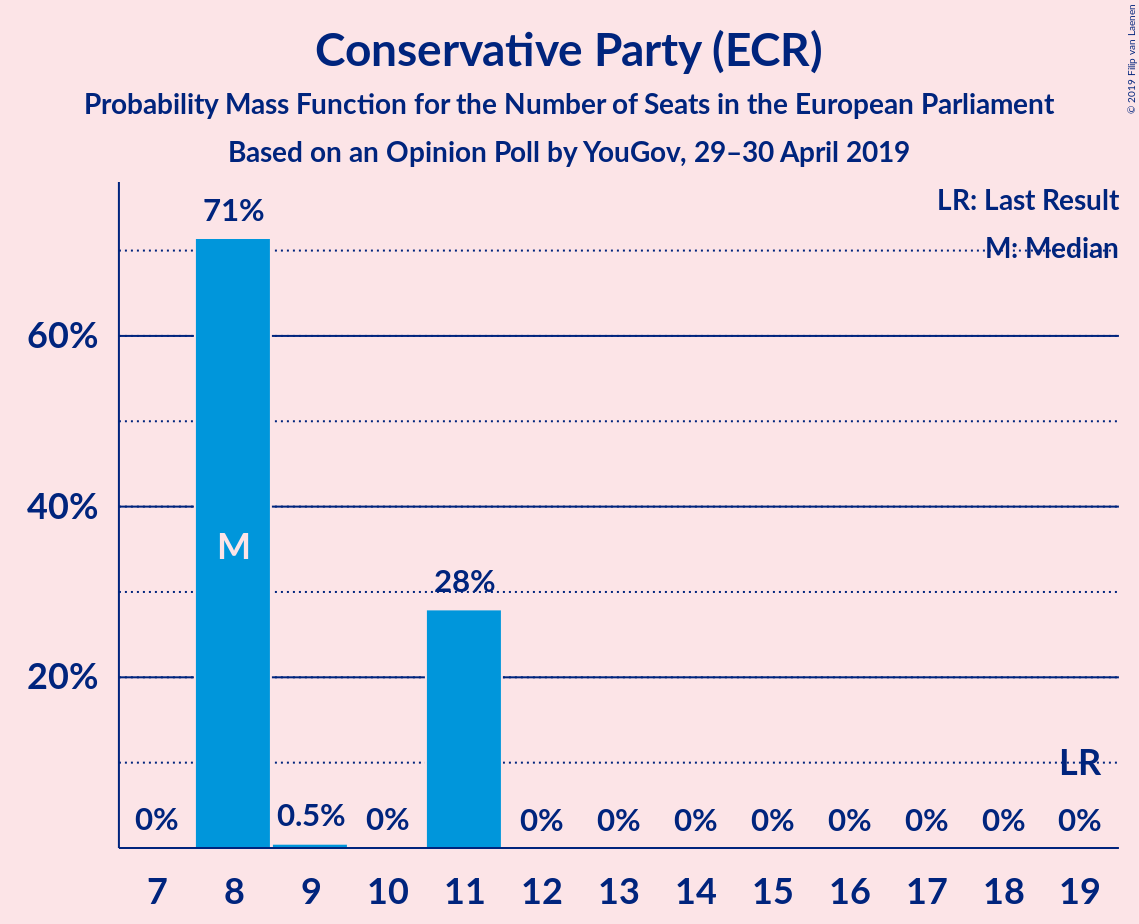 Conservative Party (ECR)
Probability Mass Function for the Number of Seats in the European Parliament
Based on an Opinion Poll by YouGov, 29–30 April 2019
© 2019 Filip van Laenen
LR: Last Result
M: Median
71%
60%
40%
M
28%
20%
LR
0% 0.5% 0% 0% 0% 0% 0% 0% 0% 0% 0%
7 8 9 10 11 12 13 14 15 16 17 18 19